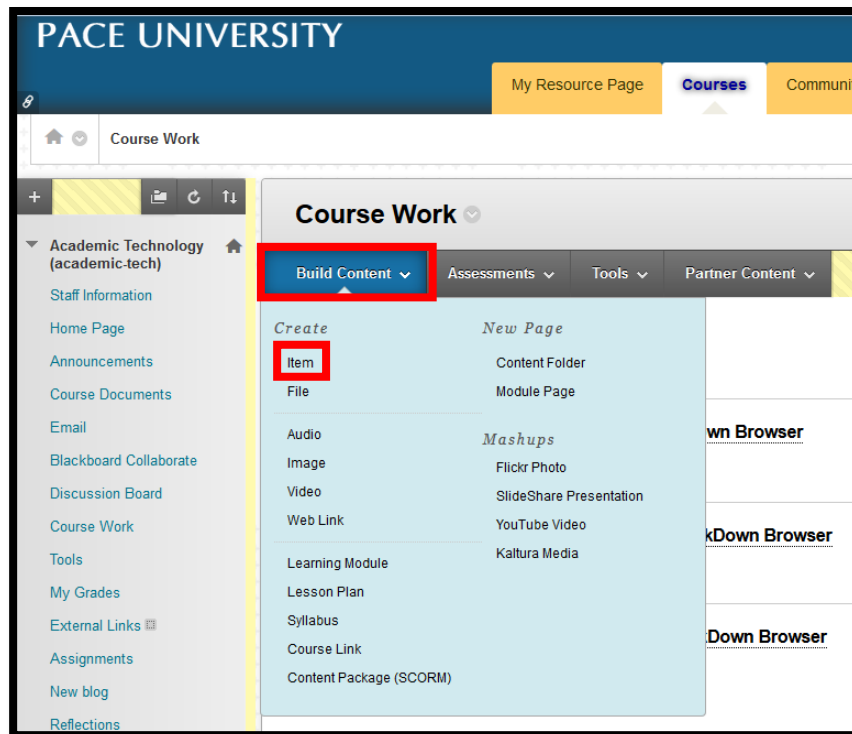 PACE UNIVERSITY
My Resource Page
Courses
Course Work
Academic Technology
(academic-tech)
Staff Information
Home Page
Announcements
Course Documents
Email
Blackboard Collaborate
Discussion Board
Course Work
Tools
My Grades
External Links
Assignments
New blog
Reflections
Course Work
Build Content
Assessments
Tools
Partner Content
Create
Item
File
Audio
Image
Video
Web Link
Learning Module
Lesson Plan
Syllabus
Course Link
Content Package (SCORM)
New Page
Content Folder
Module Page
Mashups
Flickr Photo
SlideShare Presentation
YouTube Video
Kaltura Media
Browser
Browser
Browser